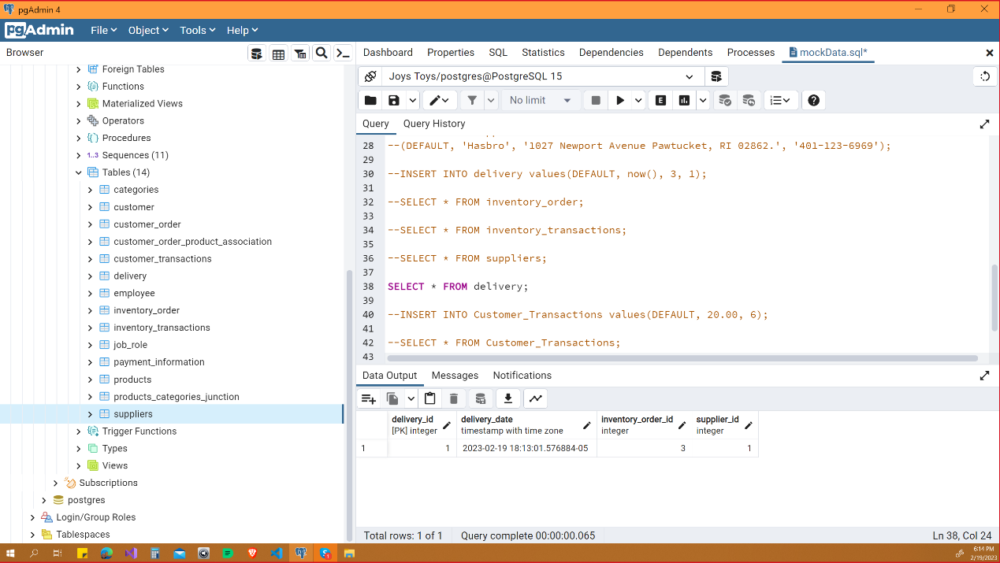 pgAdmin 4
pgAdmin
File Object Tools Help
Browser
Dashboard Properties SQL Statistics Dependencies Dependents Processes mockData.sql*
Joys Toys/postgres@PostgreSQL 15
No limit
E
Query Query History
Foreign Tables
Functions
Materialized Views
Operators
Procedures
1..3 Sequences (11)
Tables (14)
categories
customer
customer_order
customer_order_product_association
customer_transactions
delivery
employee
inventory_order
inventory_transactions
job_role
payment_information
products
products_categories_junction
suppliers
Trigger Functions
Types
Views
Subscriptions
postgres
Login/Group Roles
Tablespaces
28 --(DEFAULT, 'Hasbro', '1027 Newport Avenue Pawtucket, RI 02862.', '401-123-6969');
29
30 --INSERT INTO delivery values(DEFAULT, now(), 3, 1);
31
32 --SELECT * FROM inventory_order;
33
34 --SELECT * FROM inventory_transactions;
35
36 --SELECT * FROM suppliers;
37
38 SELECT * FROM delivery;
39
40 --INSERT INTO Customer_Transactions values(DEFAULT, 20.00, 6);
41
42 --SELECT * FROM Customer_Transactions;
43
Data Output Messages Notifications
delivery_id delivery_date inventory_order_id supplier_id
[PK] integer timestamp with time zone integer integer
1 1 2023-02-19 18:13:01.576884-05 3 1
Total rows: 1 of 1 Query complete 00:00:00.065 Ln 38, Col 24
6:14 PM
2/19/2023